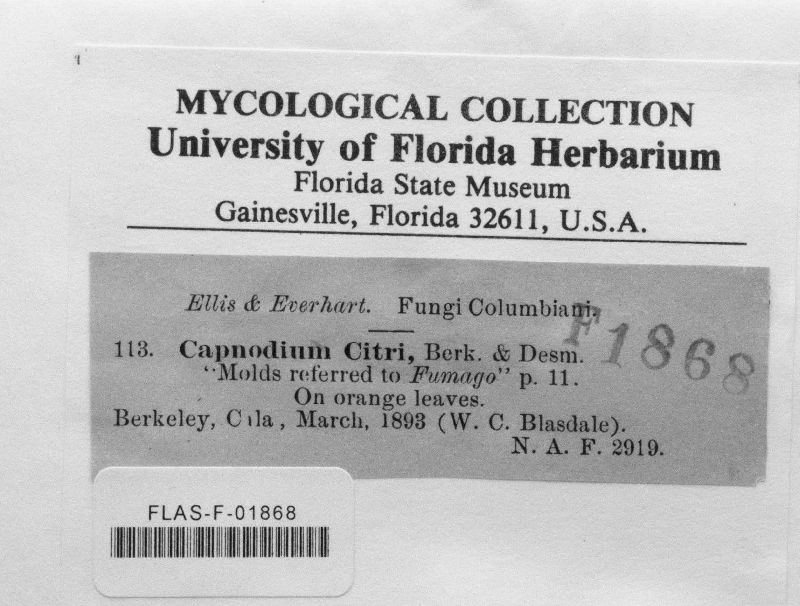 MYCOLOGICAL COLLECTION
University of Florida Herbarium
Florida State Museum
Gainesville, Florida 32611, U.S.A.
Ellis & Everhart. Fungi Columbiani.
F1868
113. Capnodium Citri, Berk. & Desm.
"Molds referred to Fumago" p. 11.
On orange leaves.
Berkeley, March, 1893 (W. C. Blasdale).
N. A. F. 2919.
FLAS-F-01868